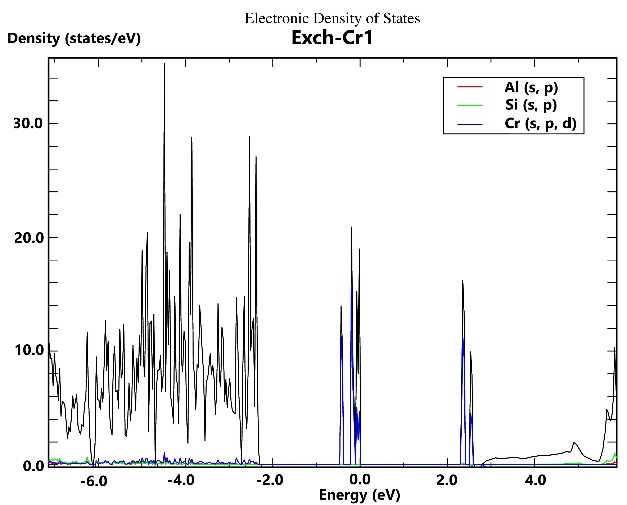 Electronic Density of States
Density (states/eV)
Exch-Cr1
Al (s, p)
Si (s, p)
Cr (s, p, d)
30.0
20.0
10.0
0.0
-6.0 -4.0 -2.0 0.0 2.0 4.0
Energy (eV)